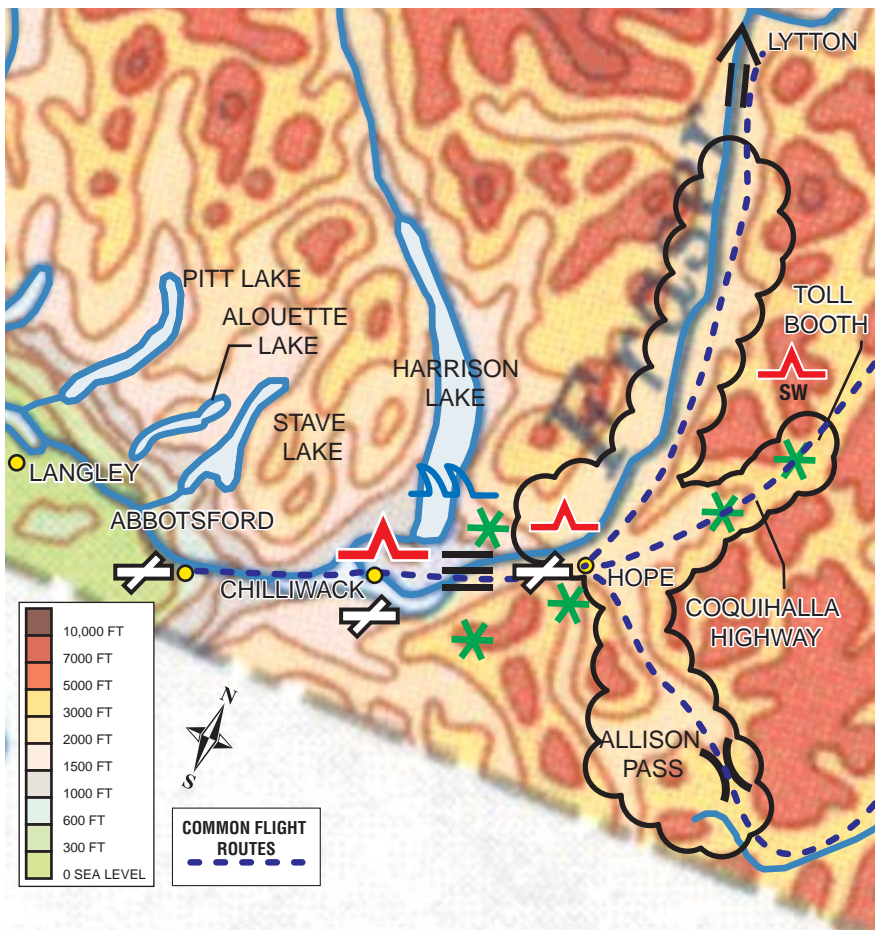 LYTTON
Fraser
TOLL
BOOTH
SW
PITT LAKE
ALOUETTE
LAKE
HARRISON
LAKE
STAVE
LAKE
LANGLEY
ABBOTSFORD
CHILLIWACK
HOPE
COQUIHALLA
HIGHWAY
ALLISON
PASS
10,000 FT
7000 FT
5000 FT
3000 FT
2000 FT
1500 FT
1000 FT
600 FT
300 FT
0 SEA LEVEL
N
S
COMMON FLIGHT
ROUTES